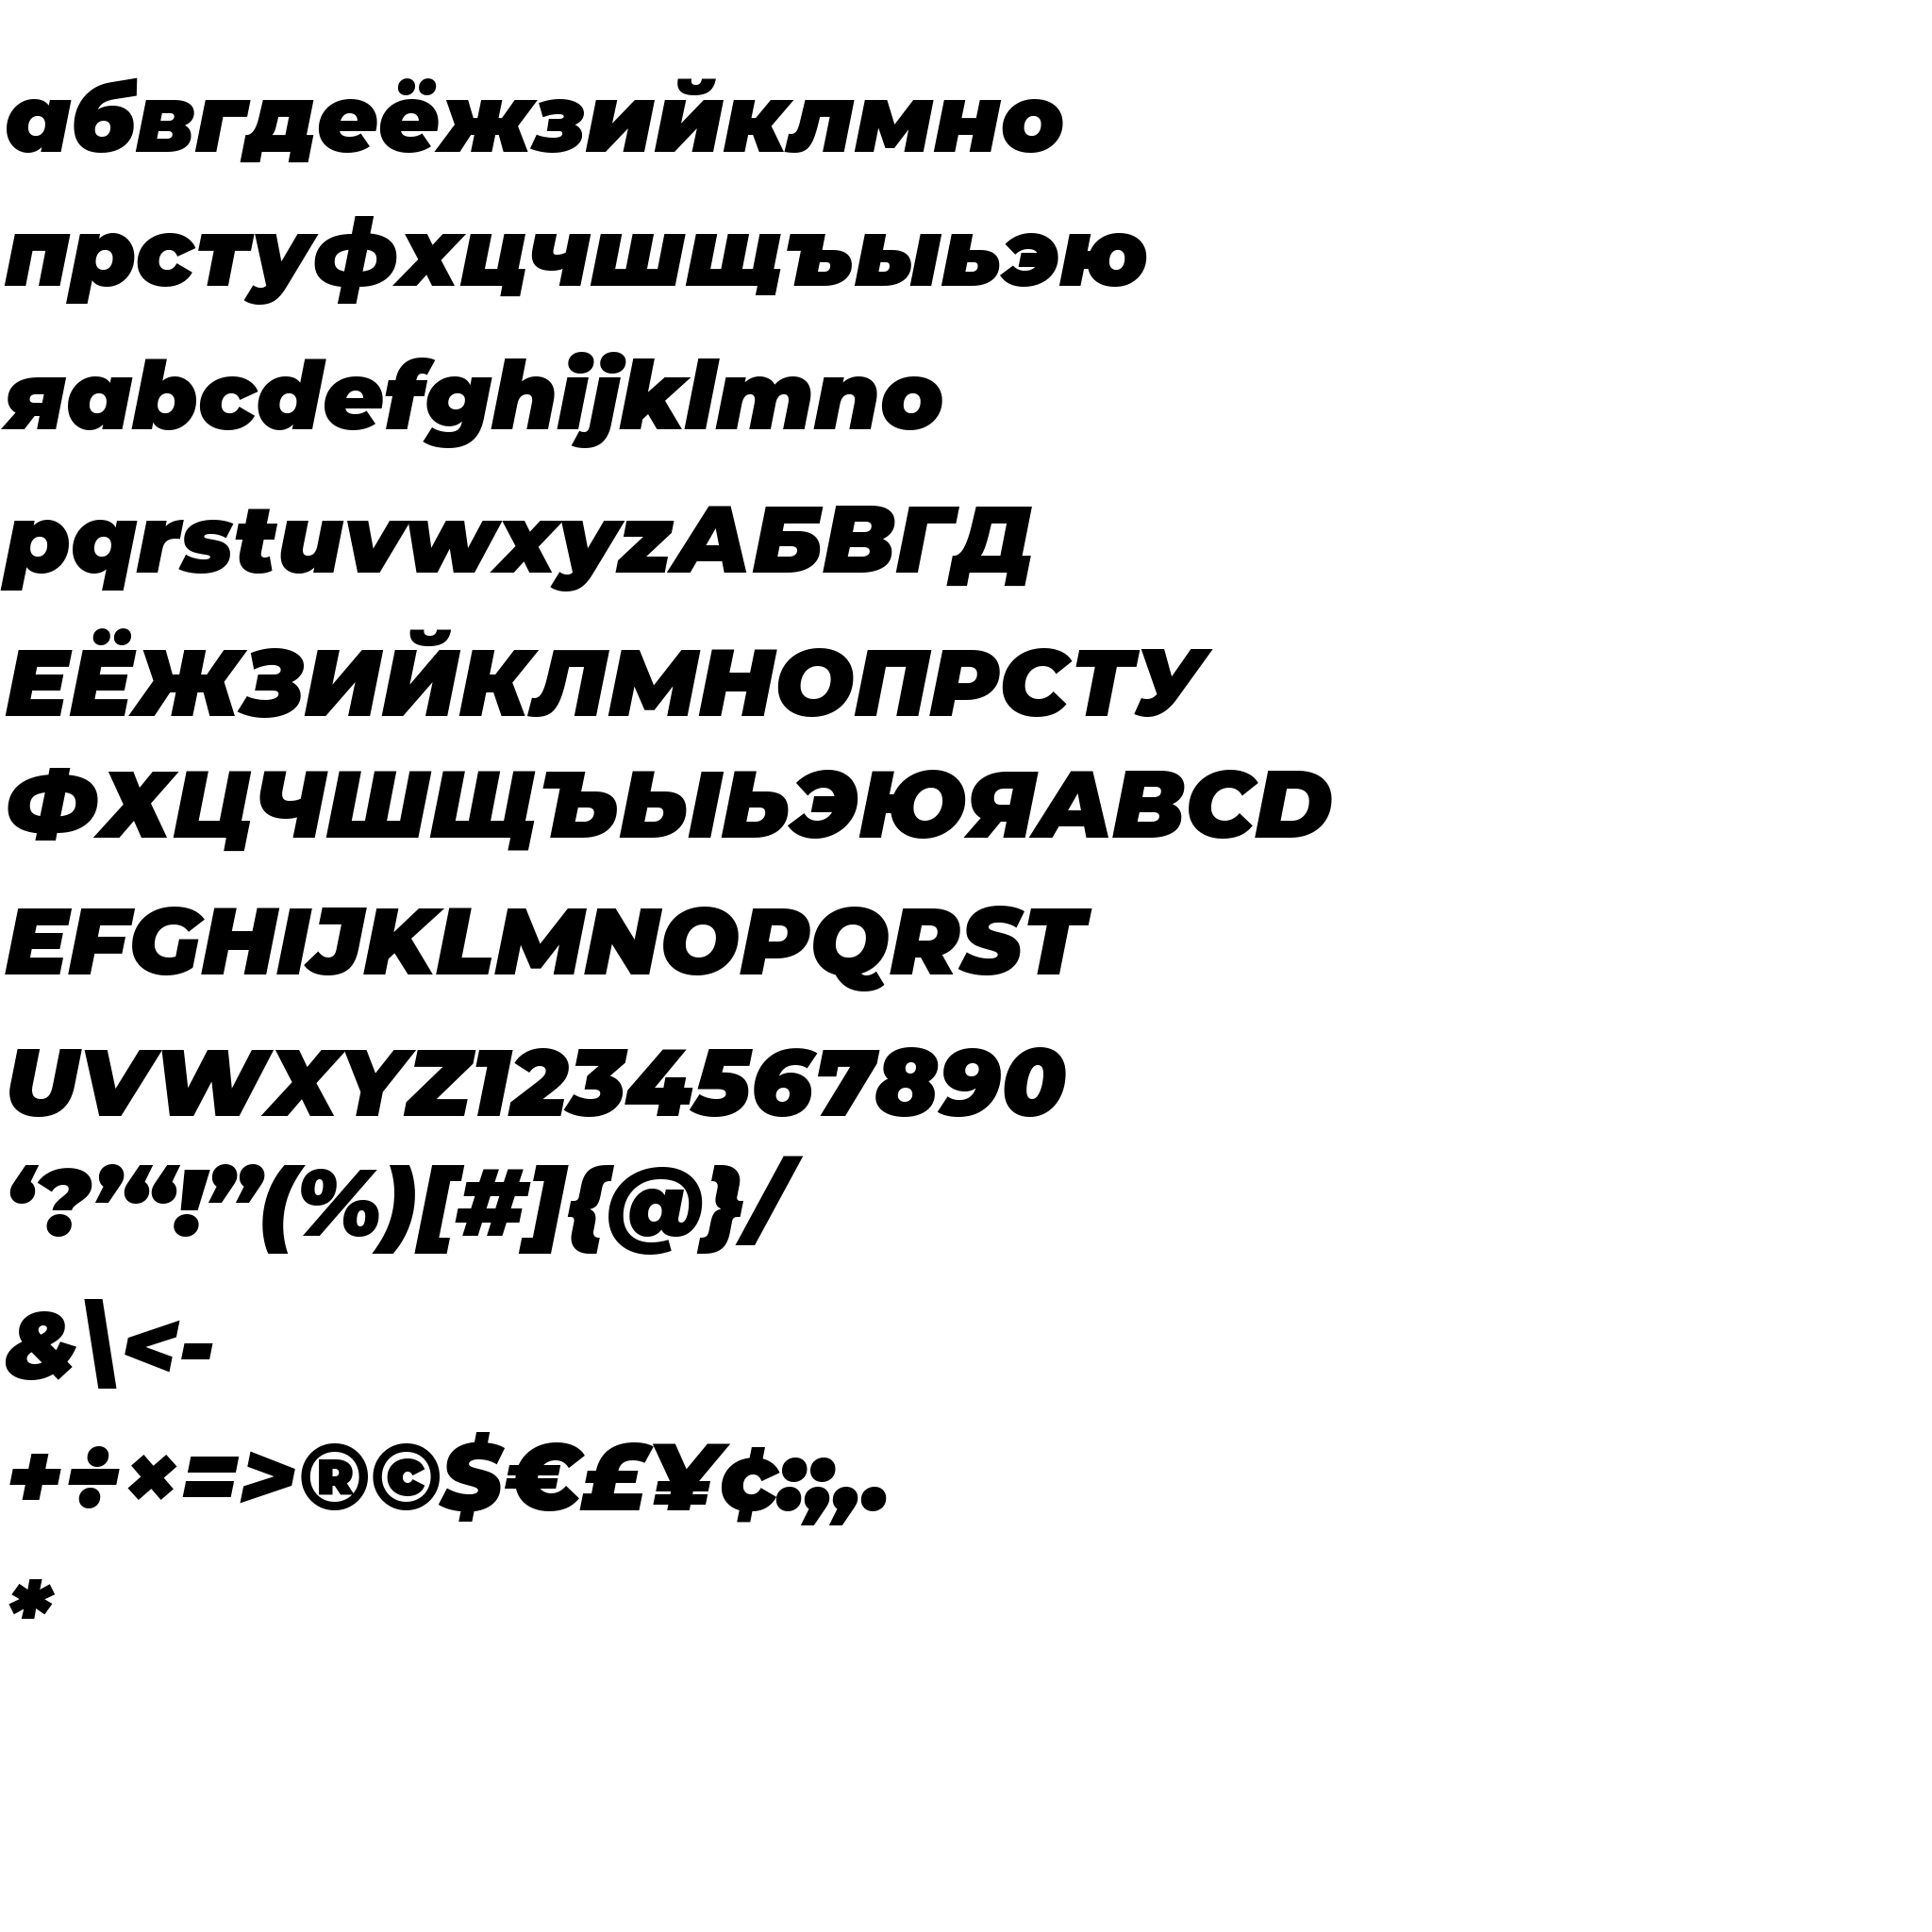 абвгдеёжзийклмно
прстуфхцчшщъыьэю
яabcdefghijklmno
pqrstuvwxyzАБВГД
ЕЁЖЗИЙКЛМНОПРСТУ
ФХЦЧШЩЪЫЬЭЮЯABCD
EFGHIJKLMNOPQRST
UVWXYZ1234567890
‘?’“!”(%)[#]{@}/
&\<-
+÷×=>®©$€£¥¢:;,.
*